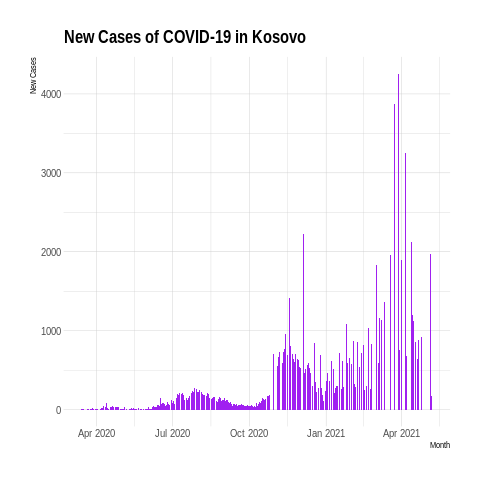 New Cases of COVID-19 in Kosovo
New Cases
4000
3000
2000
1000
0
Apr 2020 Jul 2020 Oct 2020 Jan 2021 Apr 2021
Month